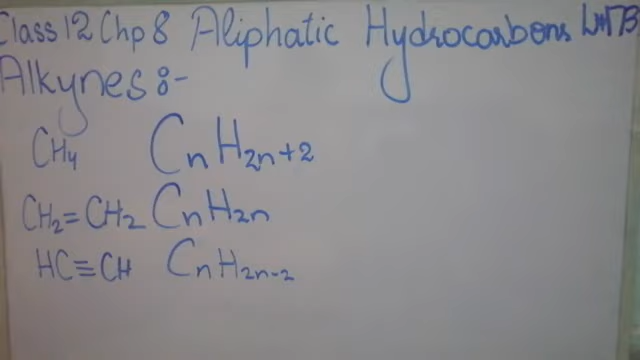 Class 12 Chp 8 Aliphatic Hydrocarbons
Alkynes :-
CH4 CnH2n+2
CH2=CH2 CnH2n
HC≡CH CnH2n-2